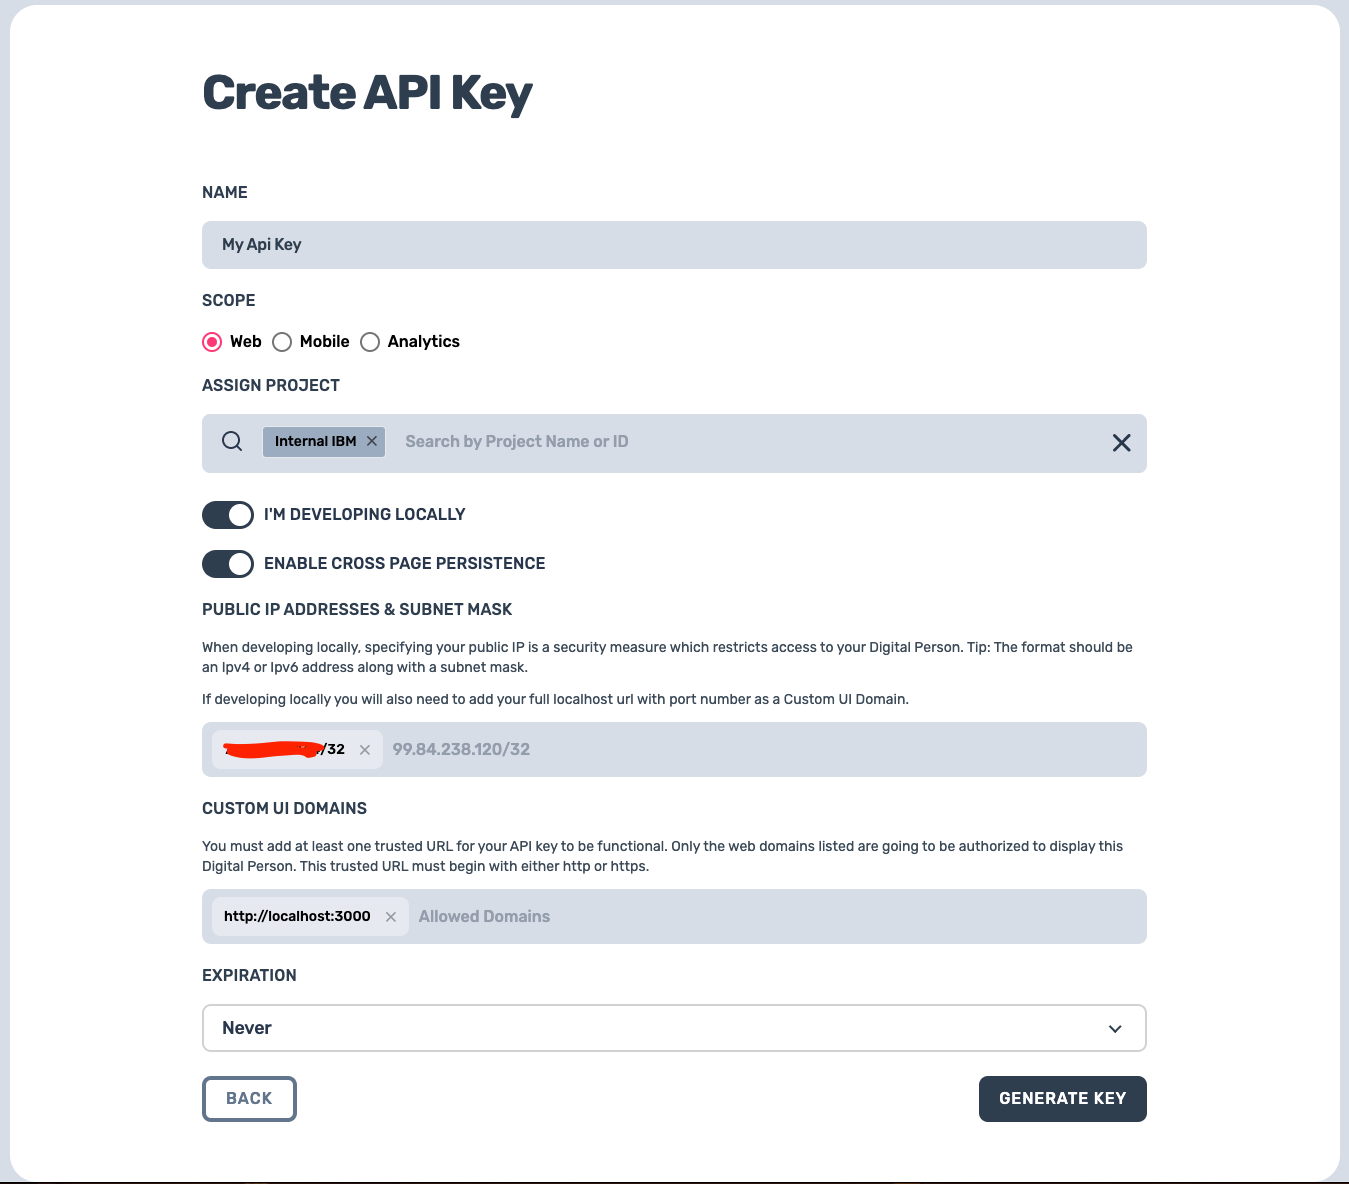 Create API Key
NAME
My Api Key
SCOPE
Web Mobile Analytics
ASSIGN PROJECT
Internal IBM Search by Project Name or ID
I'M DEVELOPING LOCALLY
ENABLE CROSS PAGE PERSISTENCE
PUBLIC IP ADDRESSES & SUBNET MASK
When developing locally, specifying your public IP is a security measure which restricts access to your Digital Person. Tip: The format should be
an Ipv4 or Ipv6 address along with a subnet mask.
If developing locally you will also need to add your full localhost url with port number as a Custom UI Domain.
/32 99.84.238.120/32
CUSTOM UI DOMAINS
You must add at least one trusted URL for your API key to be functional. Only the web domains listed are going to be authorized to display this
Digital Person. This trusted URL must begin with either http or https.
http://localhost:3000 Allowed Domains
EXPIRATION
Never
BACK GENERATE KEY